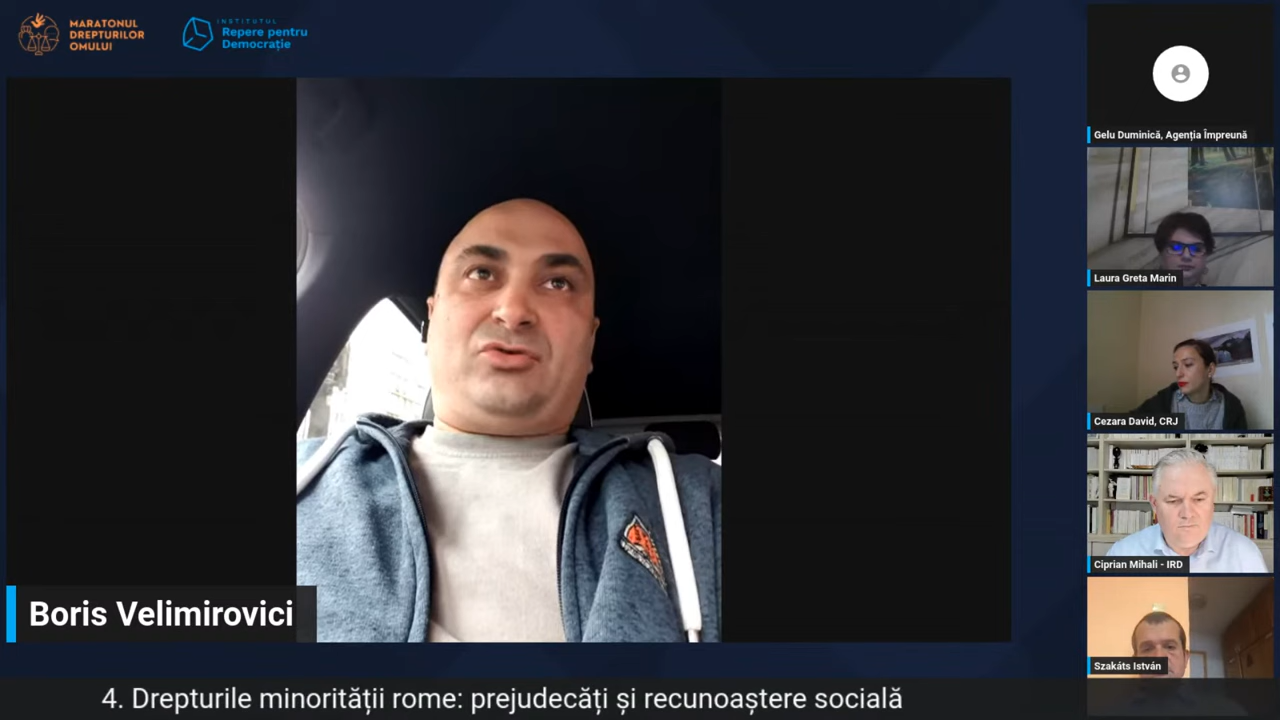 MARATONUL
DREPTURILOR
OMULUI
INSTITUTUL
Repere pentru
Democrație
Boris Velimirovici
Gelu Duminică, Agenția Împreună
Laura Greta Marin
Cezara David, CRJ
Ciprian Mihali - IRD
Szakáts István
4. Drepturile minorității rome: prejudecăți și recunoaștere socială